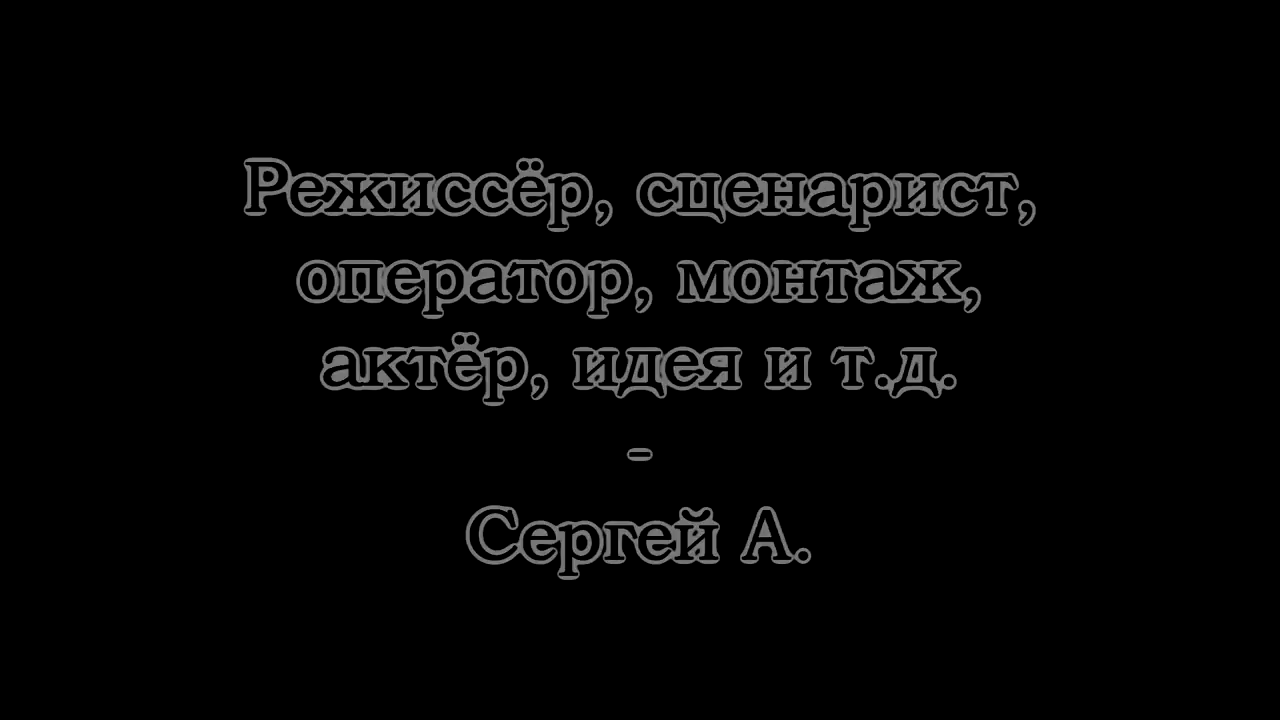 Режиссёр, сценарист,
оператор, монтаж,
актёр, идея и т.д.
-
Сергей А.